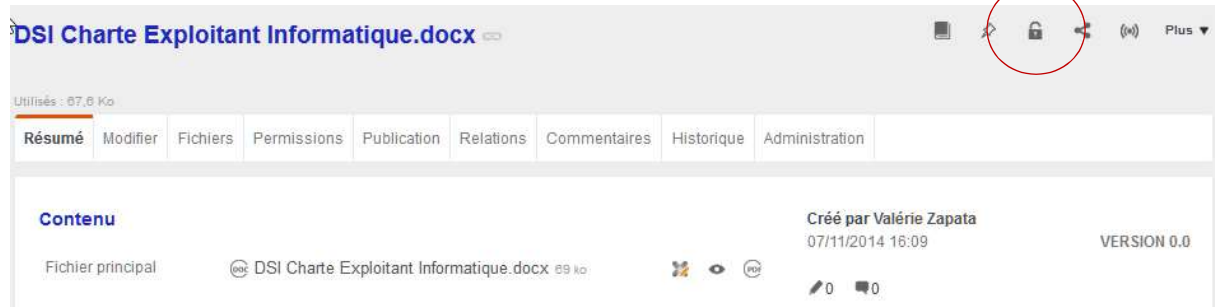 DSI Charte Exploitant Informatique.docx
Plus ▼
Utilisés : 67,6 Ko
Résumé Modifier Fichiers Permissions Publication Relations Commentaires Historique Administration
Contenu
Créé par Valérie Zapata
07/11/2014 16:09
VERSION 0.0
Fichier principal DOC DSI Charte Exploitant Informatique.docx 69 ko PDF
0 0